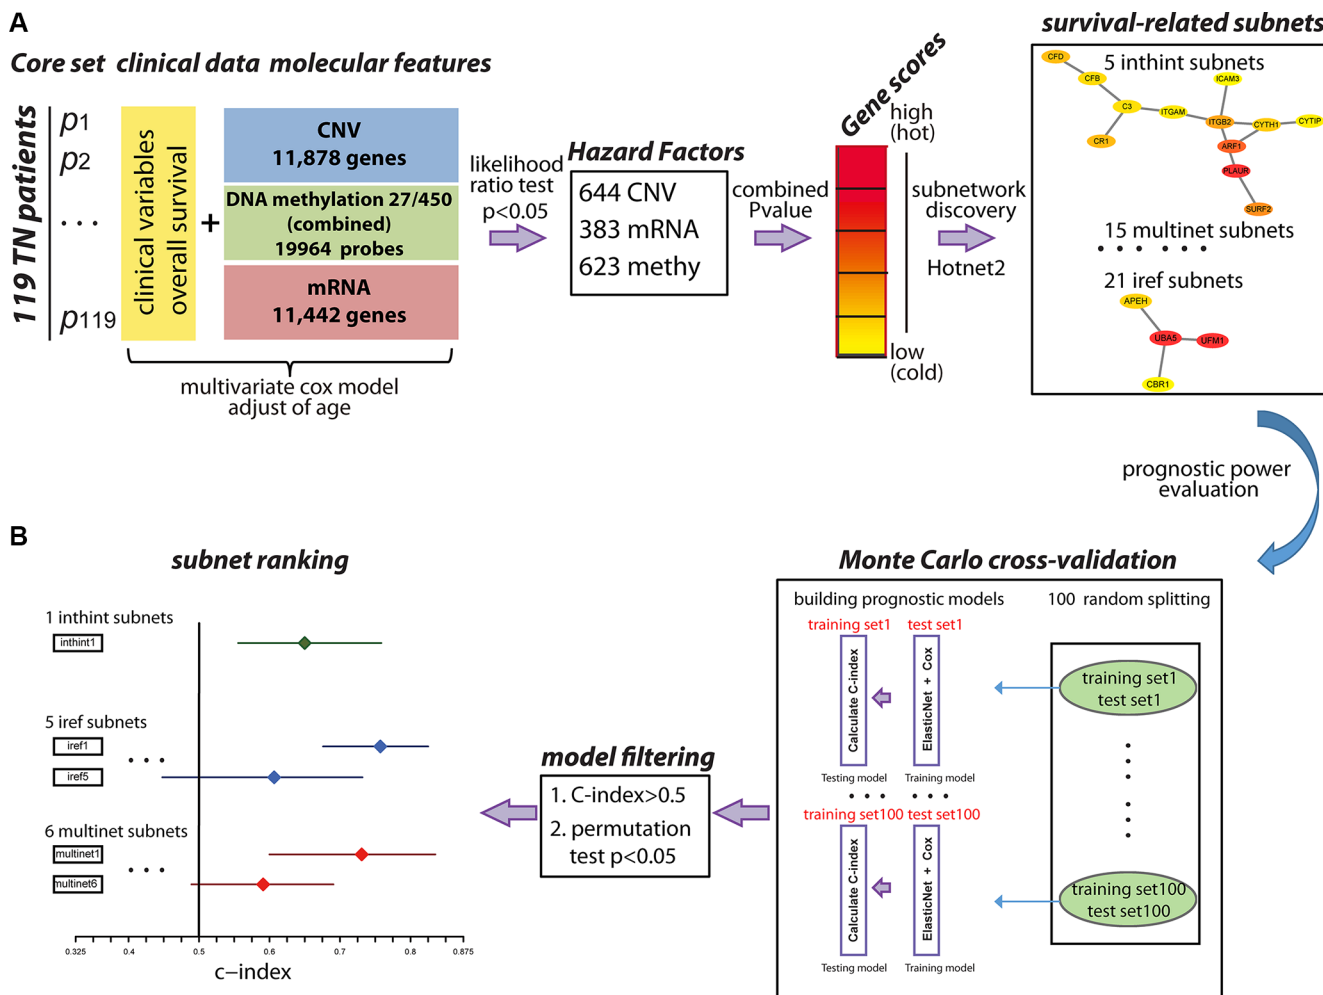 A
Core set clinical data molecular features
119 TN patients
p1
p2
. . .
p119
clinical variables
overall survival
+
CNV
11,878 genes
DNA methylation 27/450
(combined)
19964 probes
mRNA
11,442 genes
multivariate cox model
adjust of age
likelihood
ratio test
p<0.05
Hazard Factors
644 CNV
383 mRNA
623 methy
combined
Pvalue
Gene scores
high
(hot)
low
(cold)
subnetwork
discovery
Hotnet2
survival-related subnets
5 inthint subnets
CFD
CFB
C3
CR1
ITGAM
ICAM3
ITGB2
CYTH1
CYTIP
ARF1
PLAUR
SURF2
15 multinet subnets
. . . . . .
21 iref subnets
APEH
UBA5
UFM1
CBR1
prognostic power
evaluation
B
subnet ranking
1 inthint subnets
inthint1
5 iref subnets
iref1
. . .
iref5
6 multinet subnets
multinet1
. . .
multinet6
0.325 0.4 0.5 0.6 0.7 0.8 0.875
c-index
model filtering
1. C-index>0.5
2. permutation
test p<0.05
Monte Carlo cross-validation
building prognostic models
100 random splitting
training set1 test set1
Calculate C-index
ElasticNet + Cox
Testing model Training model
. . . . . .
training set100 test set100
Calculate C-index
ElasticNet + Cox
Testing model Training model
training set1
test set1
training set100
test set100